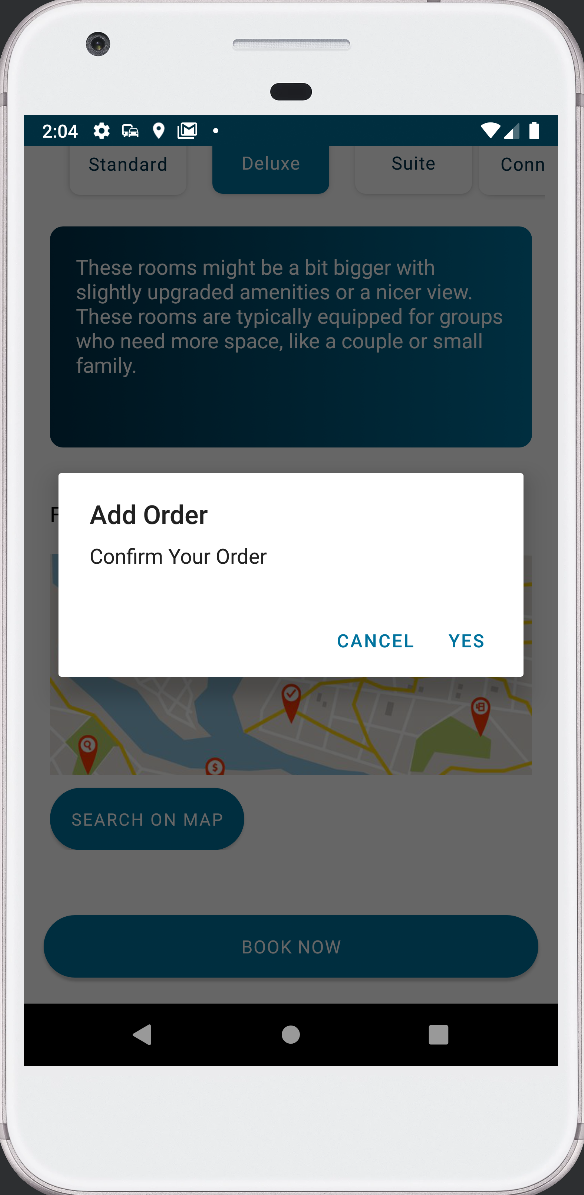 2:04
Standard
Deluxe
Suite
Conn
These rooms might be a bit bigger with
slightly upgraded amenities or a nicer view.
These rooms are typically equipped for groups
who need more space, like a couple or small
family.
Add Order
Confirm Your Order
CANCEL
YES
SEARCH ON MAP
BOOK NOW